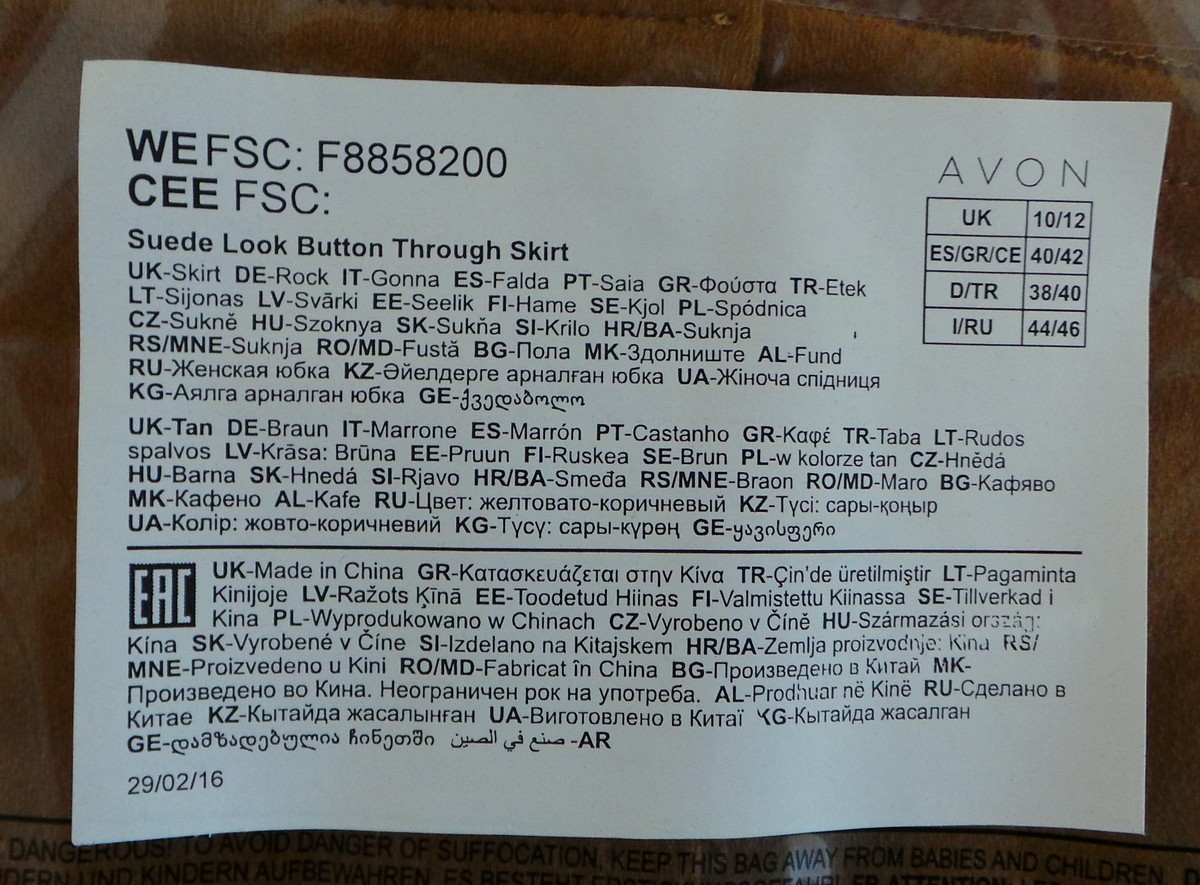 WE FSC: F8858200
CEE FSC:
AVON
UK 10/12
ES/GR/CE 40/42
D/TR 38/40
I/RU 44/46
Suede Look Button Through Skirt
UK-Skirt DE-Rock IT-Gonna ES-Falda PT-Saia GR-Φούστα TR-Etek
LT-Sijonas LV-Svārki EE-Seelik FI-Hame SE-Kjol PL-Spódnica
CZ-Sukně HU-Szoknya SK-Sukňa SI-Krilo HR/BA-Suknja
RS/MNE-Suknja RO/MD-Fustă BG-Пола MK-Здолниште AL-Fund
RU-Женская юбка KZ-Әйелдерге арналған юбка UA-Жіноча спідниця
KG-Аялга арналган юбка GE-ქვედაბოლო
UK-Tan DE-Braun IT-Marrone ES-Marrón PT-Castanho GR-Καφέ TR-Taba LT-Rudos
spalvos LV-Krāsa: Brūna EE-Pruun FI-Ruskea SE-Brun PL-w kolorze tan CZ-Hnědá
HU-Barna SK-Hnedá SI-Rjavo HR/BA-Smeđa RS/MNE-Braon RO/MD-Maro BG-Кафяво
MK-Кафено AL-Kafe RU-Цвет: желтовато-коричневый KZ-Түсі: сары-қоңыр
UA-Колір: жовто-коричневий KG-Түсү: сары-күрөң GE-ყავისფერი
EAC
UK-Made in China GR-Κατασκευάζεται στην Κίνα TR-Çin'de üretilmiştir LT-Pagaminta
Kinijoje LV-Ražots Ķīnā EE-Toodetud Hiinas FI-Valmistettu Kiinassa SE-Tillverkad i
Kina PL-Wyprodukowano w Chinach CZ-Vyrobeno v Číně HU-Származási ország:
Kína SK-Vyrobené v Číne SI-Izdelano na Kitajskem HR/BA-Zemlja proizvodnje: Kina RS/
MNE-Proizvedeno u Kini RO/MD-Fabricat în China BG-Произведено в Китай MK-
Произведено во Кина. Неограничен рок на употреба. AL-Prodhuar në Kinë RU-Сделано в
Китае KZ-Қытайда жасалынған UA-Виготовлено в Китаї KG-Кытайда жасалган
GE-დამზადებულია ჩინეთში صنع في الصين -AR
29/02/16
DANGEROUS! TO AVOID DANGER OF SUFFOCATION, KEEP THIS BAG AWAY FROM BABIES AND CHILDREN.
UND KINDERN AUFBEWAHREN. ES BESTEHT